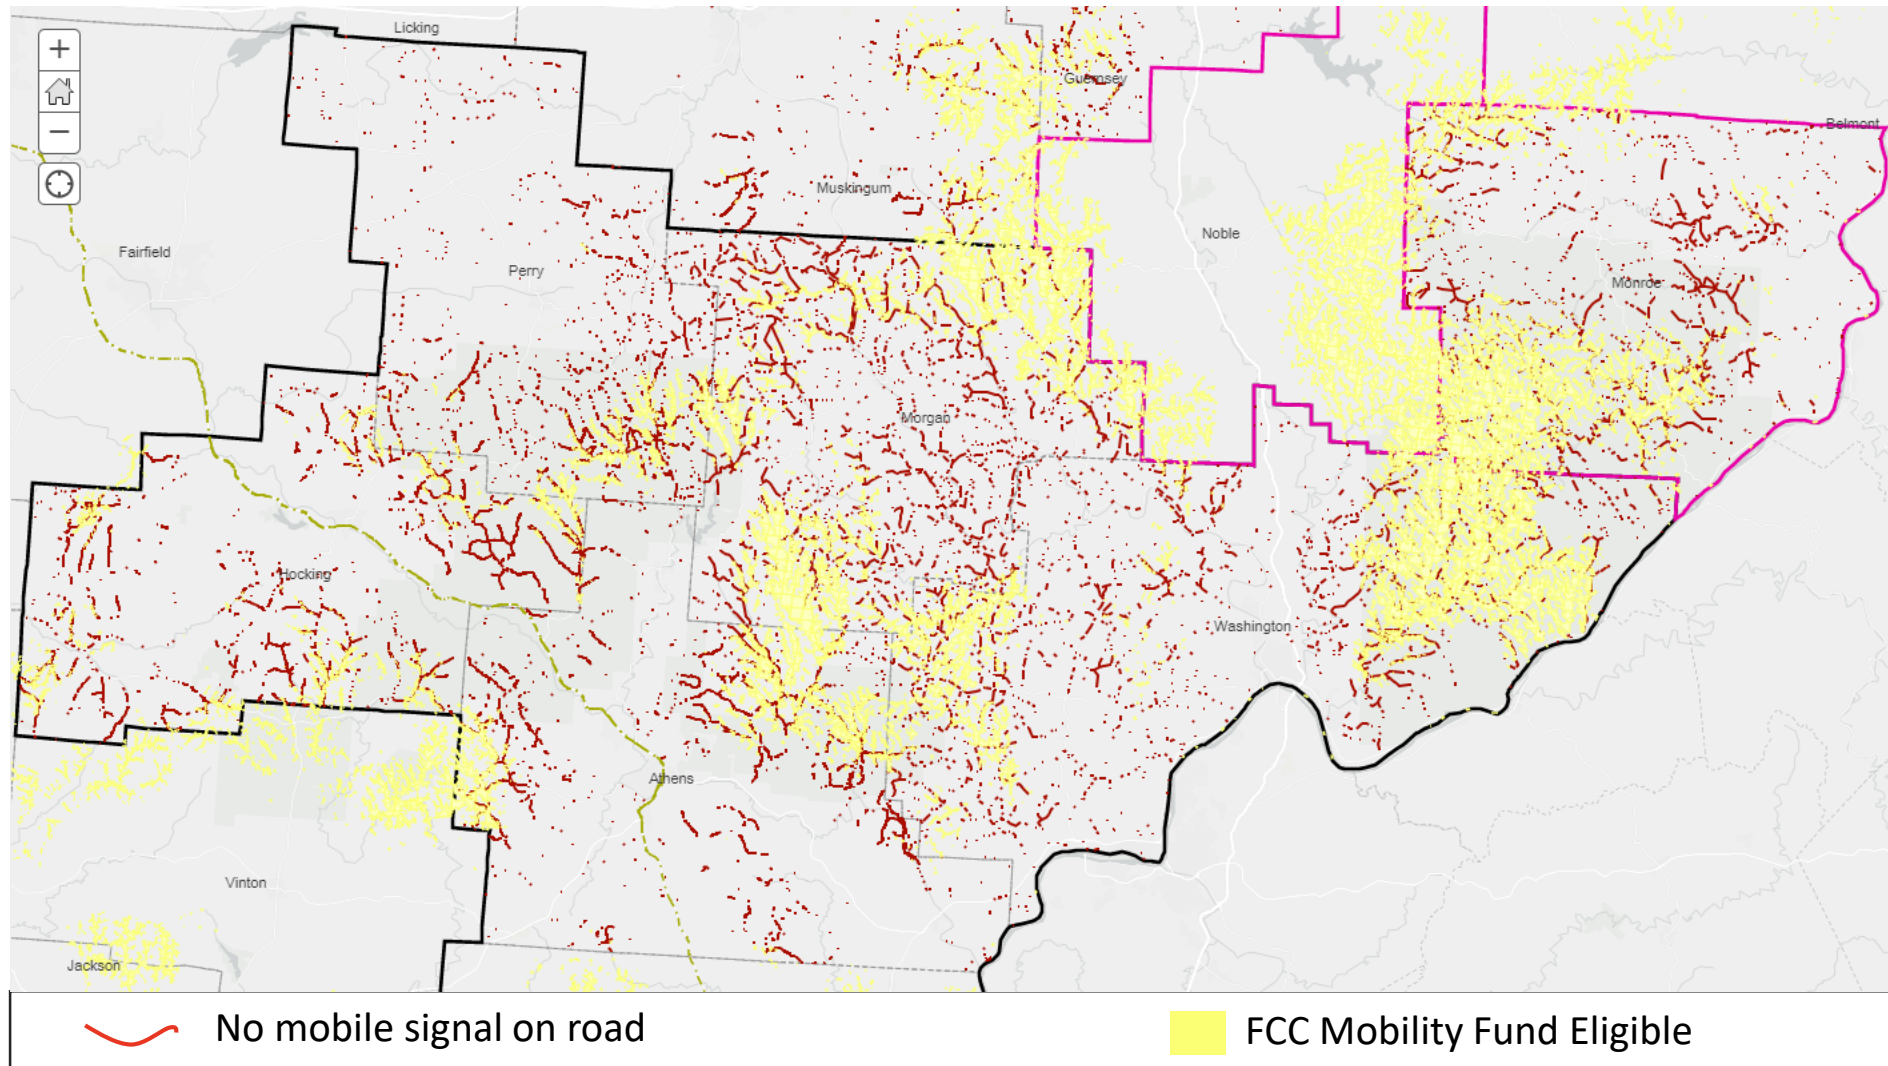 Licking
Guernsey
Belmont
Muskingum
Noble
Fairfield
Perry
Monroe
Morgan
Hocking
Washington
Athens
Vinton
Jackson
No mobile signal on road
FCC Mobility Fund Eligible